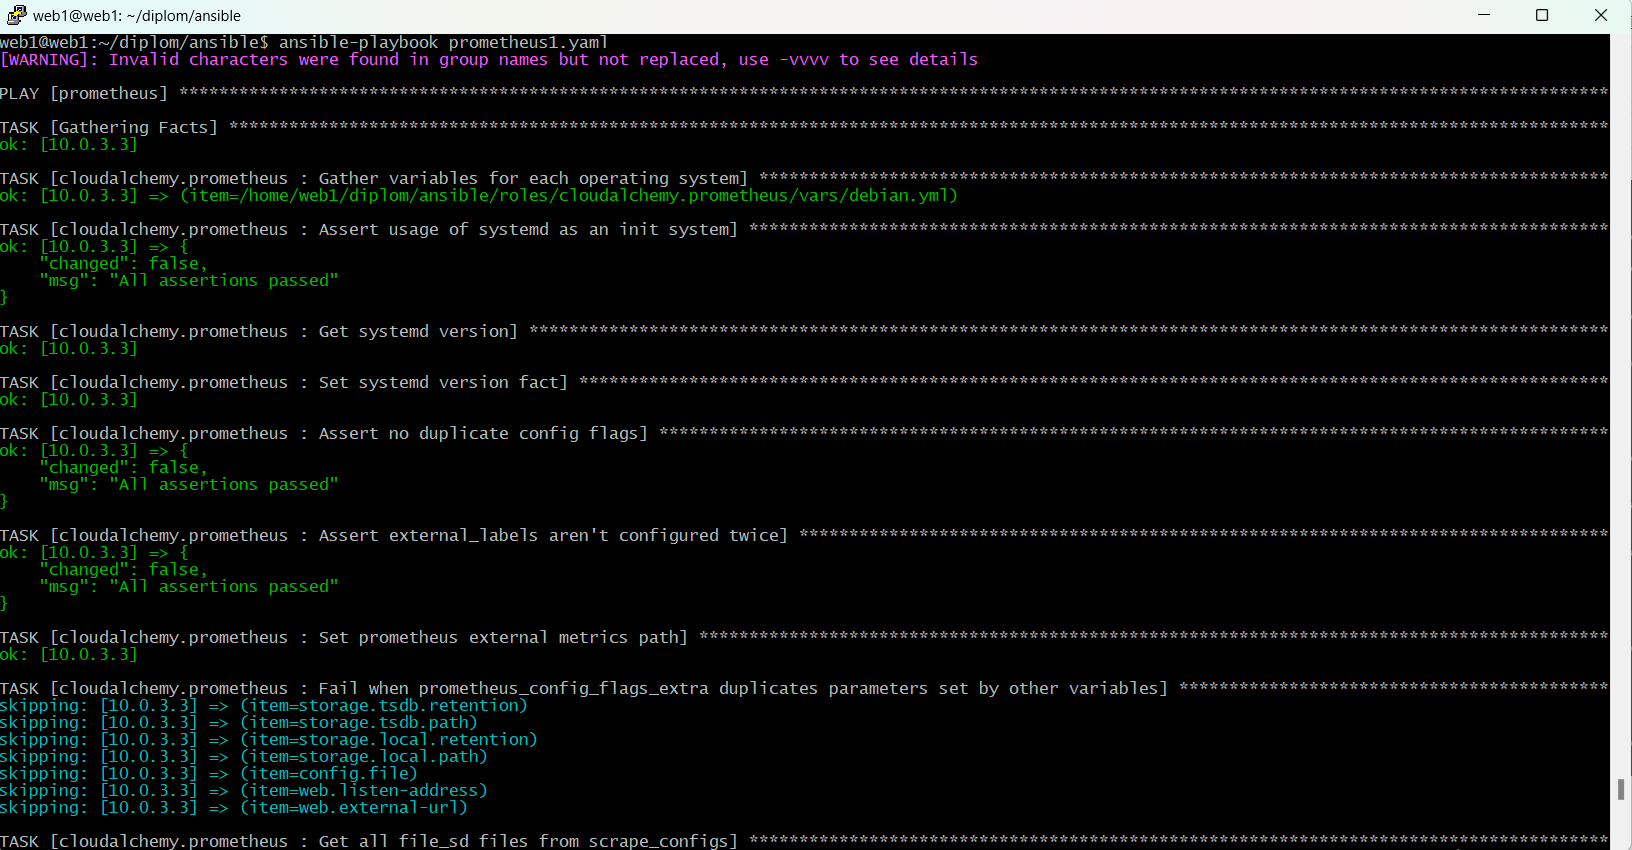 web1@web1: ~/diplom/ansible
web1@web1:~/diplom/ansible$ ansible-playbook prometheus1.yaml
[WARNING]: Invalid characters were found in group names but not replaced, use -vvvv to see details
PLAY [prometheus] ***********************************************************************************************************************************************
TASK [Gathering Facts] ******************************************************************************************************************************************
ok: [10.0.3.3]
TASK [cloudalchemy.prometheus : Gather variables for each operating system] *************************************************************************************
ok: [10.0.3.3] => (item=/home/web1/diplom/ansible/roles/cloudalchemy.prometheus/vars/debian.yml)
TASK [cloudalchemy.prometheus : Assert usage of systemd as an init system] **************************************************************************************
ok: [10.0.3.3] => {
    "changed": false,
    "msg": "All assertions passed"
}
TASK [cloudalchemy.prometheus : Get systemd version] ************************************************************************************************************
ok: [10.0.3.3]
TASK [cloudalchemy.prometheus : Set systemd version fact] *******************************************************************************************************
ok: [10.0.3.3]
TASK [cloudalchemy.prometheus : Assert no duplicate config flags] ***********************************************************************************************
ok: [10.0.3.3] => {
    "changed": false,
    "msg": "All assertions passed"
}
TASK [cloudalchemy.prometheus : Assert external_labels aren't configured twice] *********************************************************************************
ok: [10.0.3.3] => {
    "changed": false,
    "msg": "All assertions passed"
}
TASK [cloudalchemy.prometheus : Set prometheus external metrics path] *******************************************************************************************
ok: [10.0.3.3]
TASK [cloudalchemy.prometheus : Fail when prometheus_config_flags_extra duplicates parameters set by other variables] *******************************************
skipping: [10.0.3.3] => (item=storage.tsdb.retention)
skipping: [10.0.3.3] => (item=storage.tsdb.path)
skipping: [10.0.3.3] => (item=storage.local.retention)
skipping: [10.0.3.3] => (item=storage.local.path)
skipping: [10.0.3.3] => (item=config.file)
skipping: [10.0.3.3] => (item=web.listen-address)
skipping: [10.0.3.3] => (item=web.external-url)
TASK [cloudalchemy.prometheus : Get all file_sd files from scrape_configs] **************************************************************************************